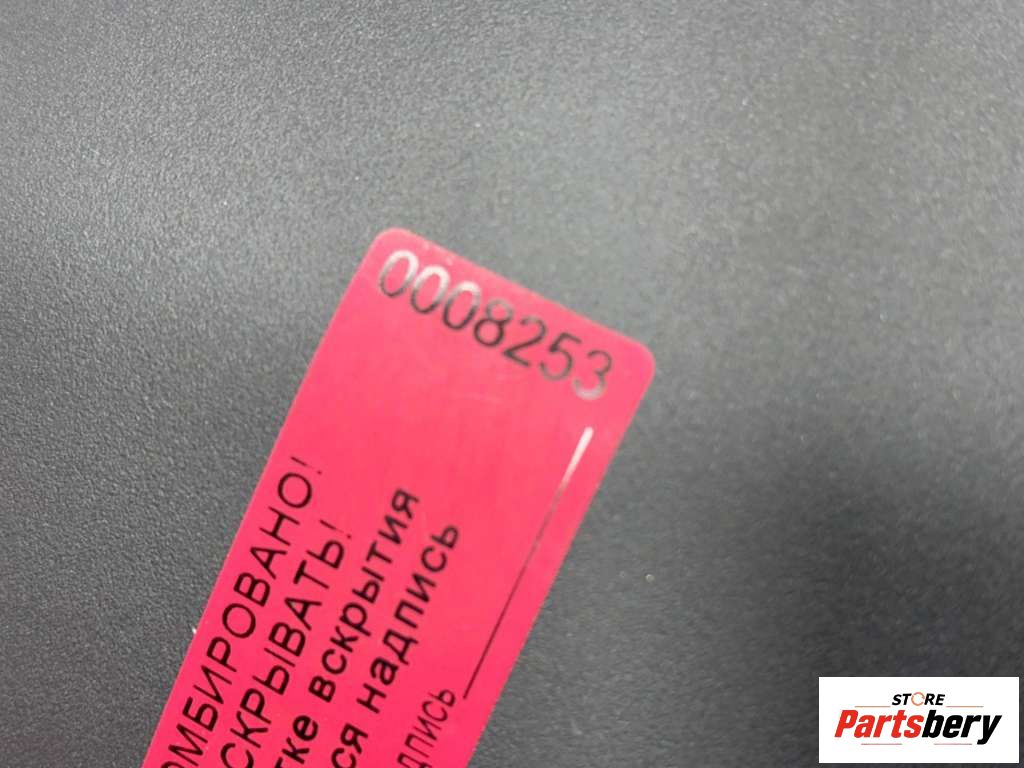 0008253
ОМБИРОВАНО!
СКРЫВАТЬ!
тке вскрытия
ся надпись
дпись
STORE
Partsbery